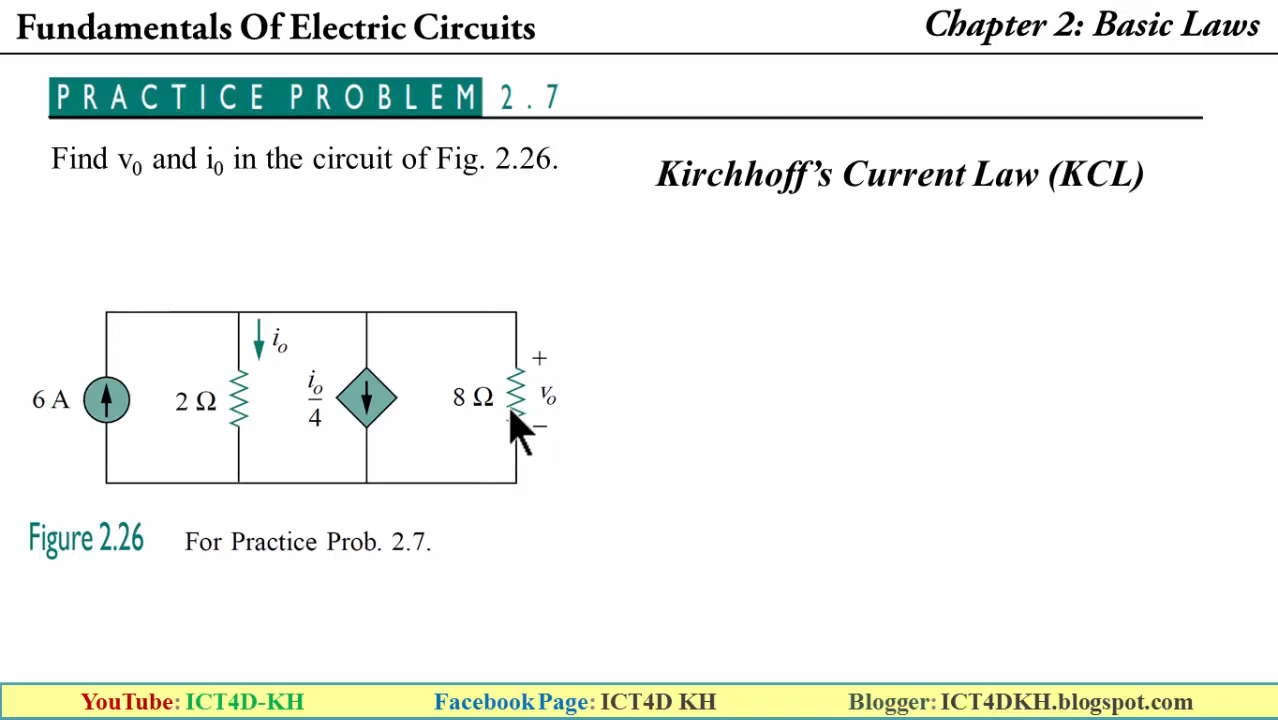 Fundamentals Of Electric Circuits
Chapter 2: Basic Laws
PRACTICE PROBLEM 2.7
Find v₀ and i₀ in the circuit of Fig. 2.26.
Kirchhoff's Current Law (KCL)
6 A
2 Ω
iₒ
iₒ
4
8 Ω
+
vₒ
−
Figure 2.26 For Practice Prob. 2.7.
YouTube: ICT4D-KH Facebook Page: ICT4D KH Blogger: ICT4DKH.blogspot.com